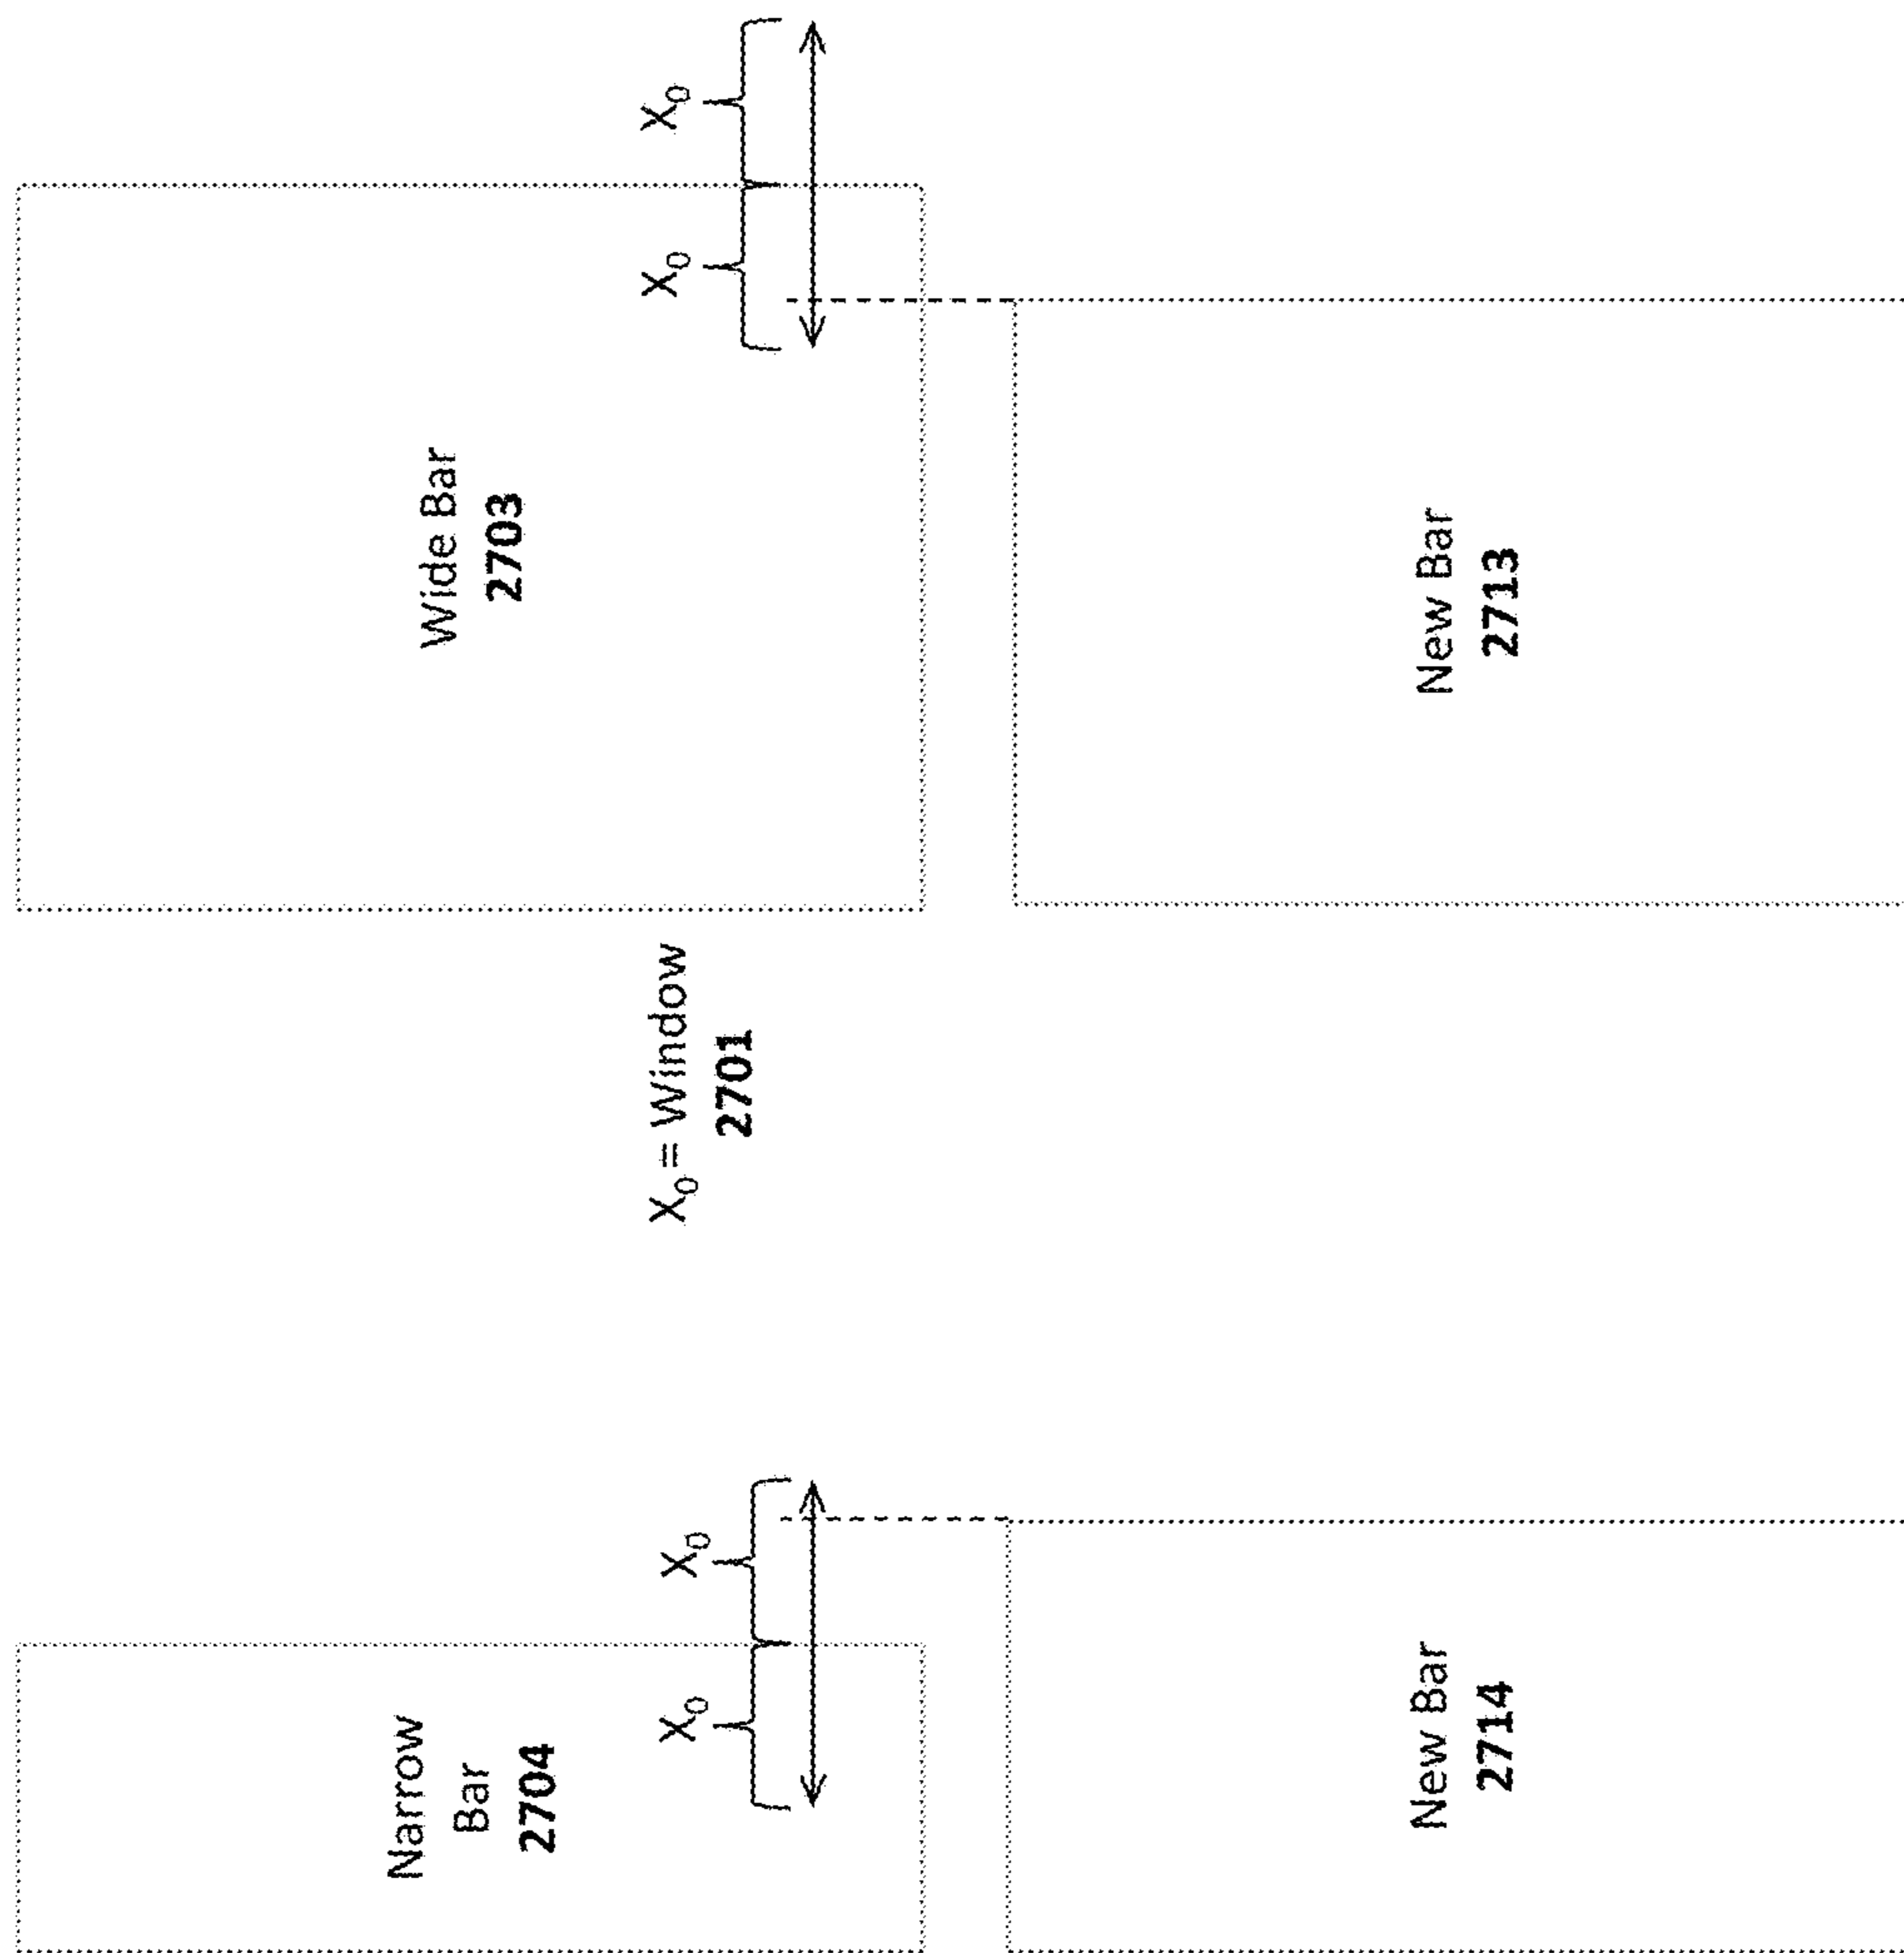 Narrow
Bar
2704
X₀
X₀
X₀ = Window
2701
Wide Bar
2703
X₀
X₀
New Bar
2714
New Bar
2713